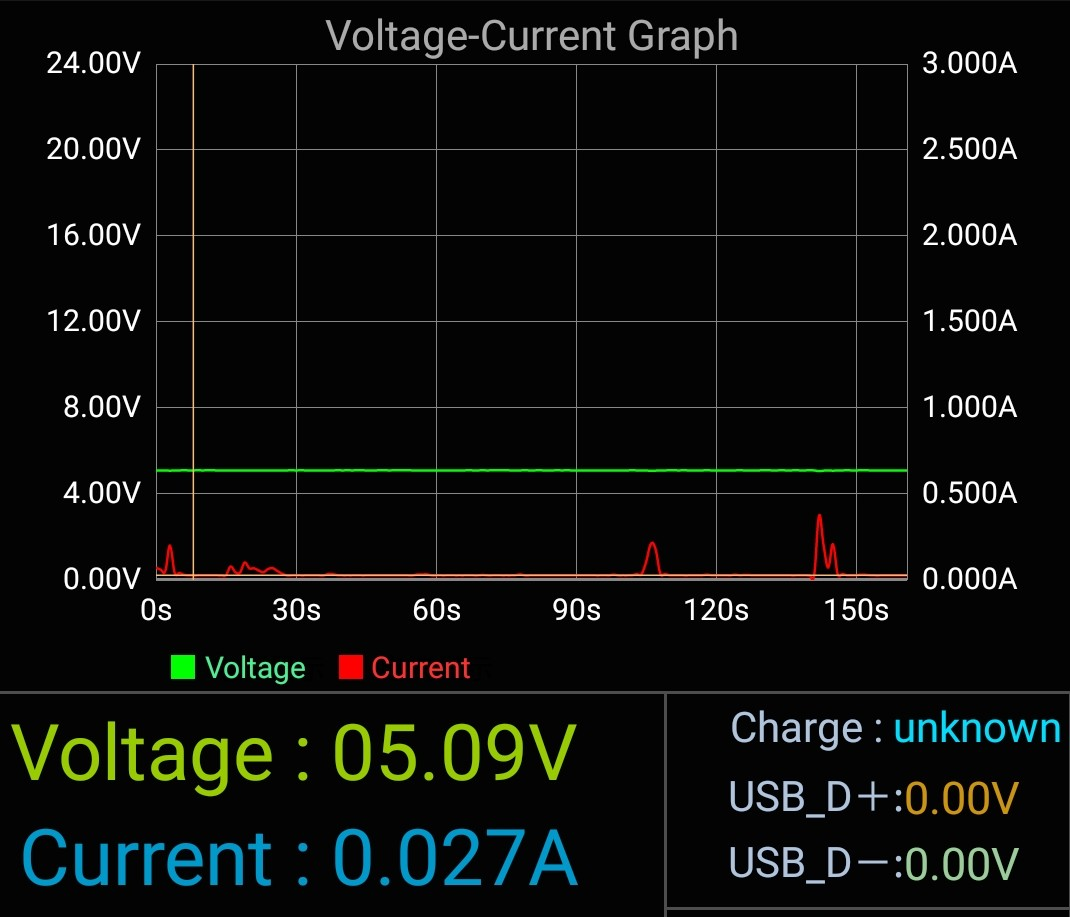 Voltage-Current Graph
24.00V
3.000A
20.00V
2.500A
16.00V
2.000A
12.00V
1.500A
8.00V
1.000A
4.00V
0.500A
0.00V
0.000A
0s 30s 60s 90s 120s 150s
Voltage Current
Voltage : 05.09V
Current : 0.027A
Charge : unknown
USB_D+:0.00V
USB_D−:0.00V